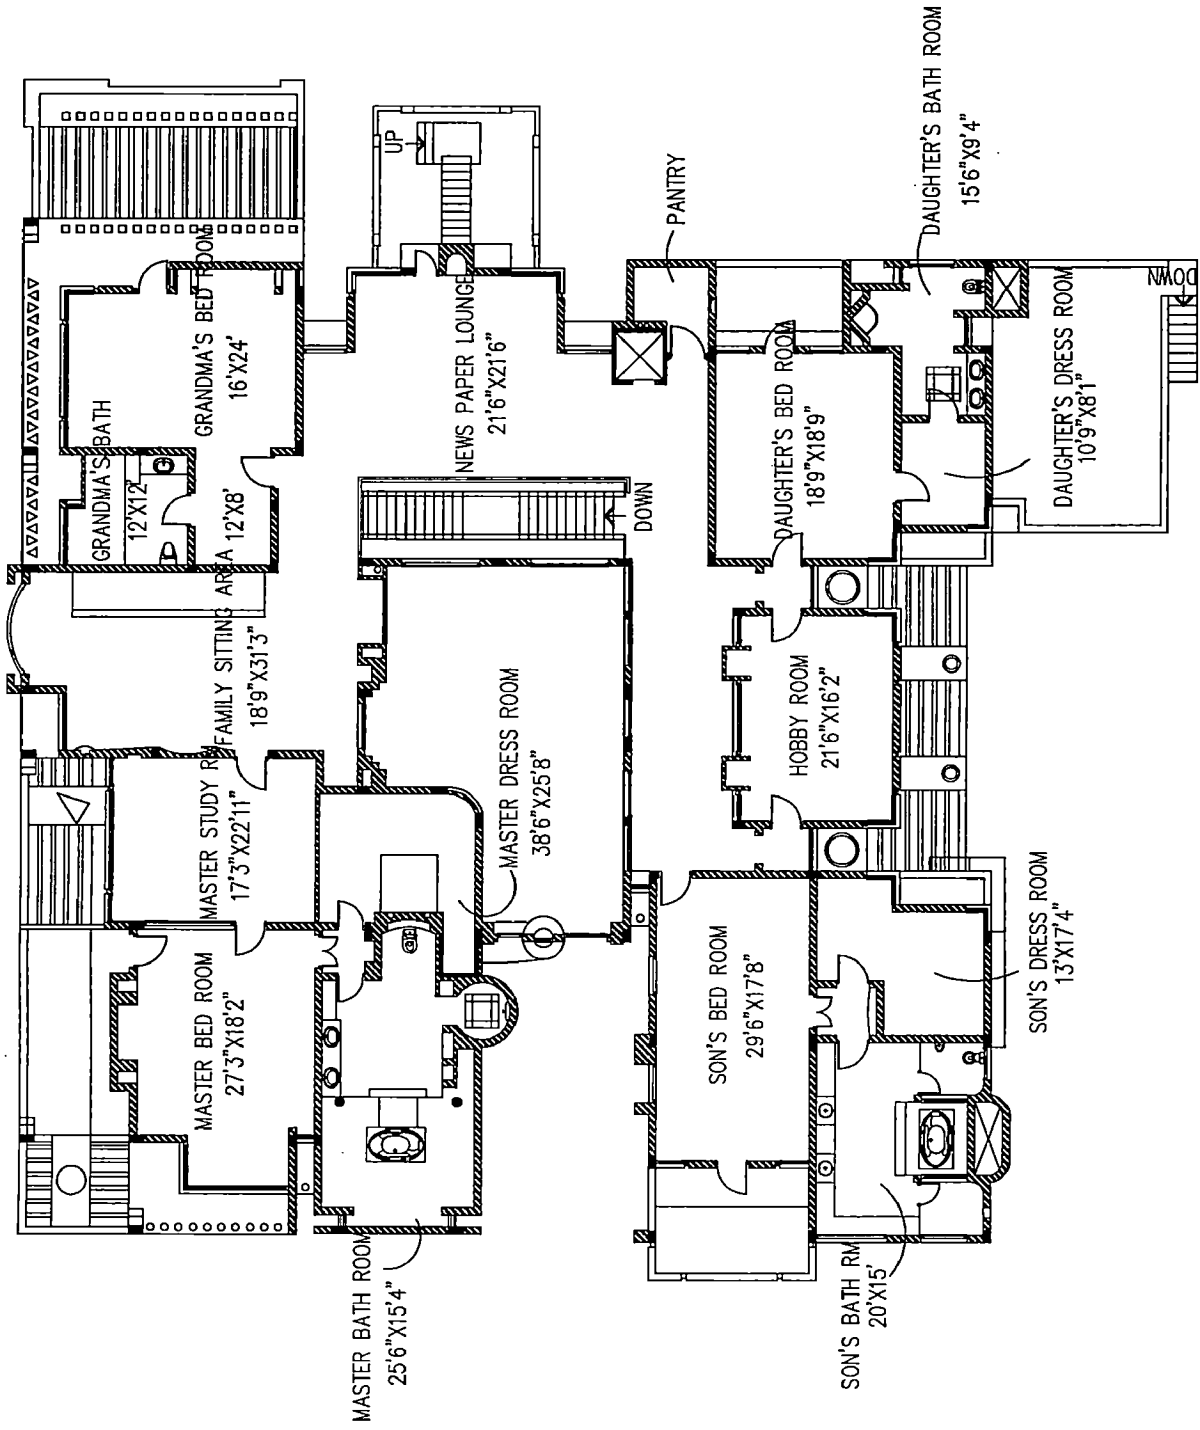 GRANDMA'S BATH
12'X12'
GRANDMA'S BED ROOM
16'X24'
12'X8'
FAMILY SITTING AREA
18'9"X31'3"
MASTER STUDY RM
17'3"X22'11"
MASTER BED ROOM
27'3"X18'2"
MASTER BATH ROOM
25'6"X15'4"
UP
NEWS PAPER LOUNGE
21'6"X21'6"
MASTER DRESS ROOM
38'6"X25'8"
DOWN
PANTRY
SON'S BED ROOM
29'6"X17'8"
HOBBY ROOM
21'6"X16'2"
DAUGHTER'S BED ROOM
18'9"X18'9"
SON'S BATH RM
20'X15'
DAUGHTER'S BATH ROOM
15'6"X9'4"
SON'S DRESS ROOM
13'X17'4"
DAUGHTER'S DRESS ROOM
10'9"X8'1"
DOWN